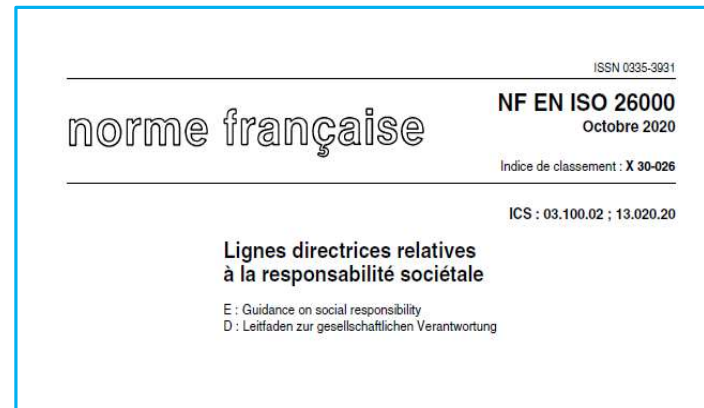 ISSN 0335-3931
norme française
NF EN ISO 26000
Octobre 2020
Indice de classement : X 30-026
ICS : 03.100.02 ; 13.020.20
Lignes directrices relatives
à la responsabilité sociétale
E : Guidance on social responsibility
D : Leitfaden zur gesellschaftlichen Verantwortung